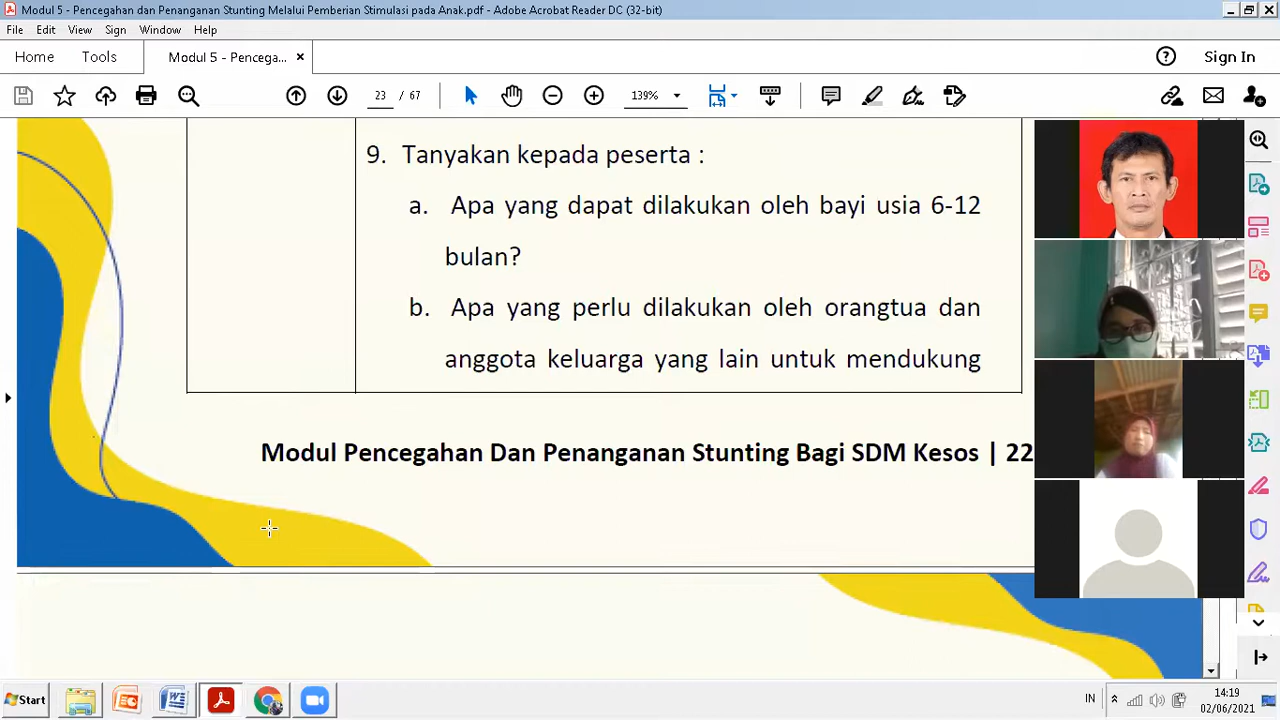 Modul 5 - Pencegahan dan Penanganan Stunting Melalui Pemberian Stimulasi pada Anak.pdf - Adobe Acrobat Reader DC (32-bit)
File Edit View Sign Window Help
Home Tools Modul 5 - Pencega... × Sign In
23 / 67 139%
9. Tanyakan kepada peserta :
a. Apa yang dapat dilakukan oleh bayi usia 6-12
bulan?
b. Apa yang perlu dilakukan oleh orangtua dan
anggota keluarga yang lain untuk mendukung
Modul Pencegahan Dan Penanganan Stunting Bagi SDM Kesos | 22
Start IN 14:19
02/06/2021